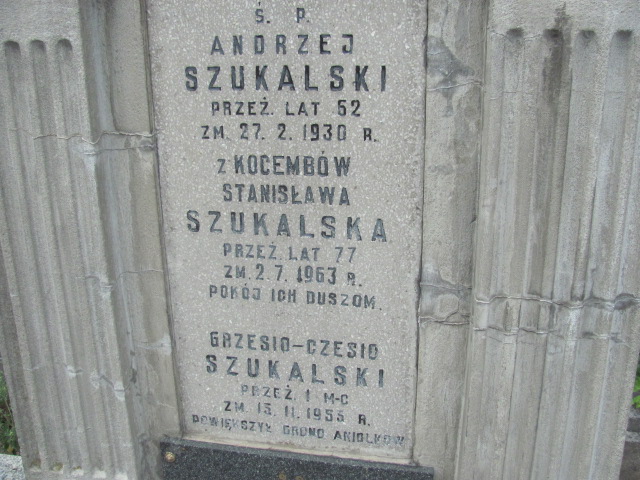 Ś. P.
ANDRZEJ
SZUKALSKI
PRZEŻ. LAT 52
ZM. 27. 2. 1930 R.
Z KOCEMBÓW
STANISŁAWA
SZUKALSKA
PRZEŻ. LAT 77
ZM. 2. 7. 1963 R.
POKÓJ ICH DUSZOM.
GRZESIO-CZESIO
SZUKALSKI
PRZEŻ. 1 M-C
ZM. 13. 11. 1955 R.
POWIĘKSZYŁ GRONO ANIOŁKÓW